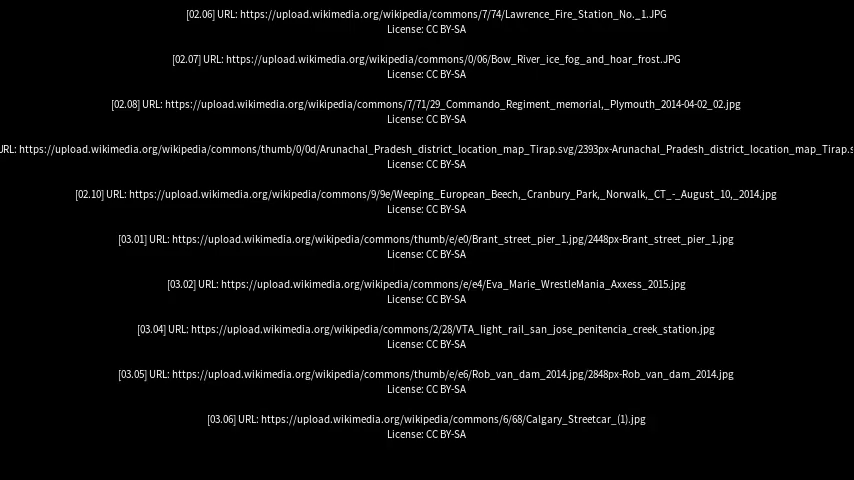 [02.06] URL: https://upload.wikimedia.org/wikipedia/commons/7/74/Lawrence_Fire_Station_No._1.JPG
License: CC BY-SA
[02.07] URL: https://upload.wikimedia.org/wikipedia/commons/0/06/Bow_River_ice_fog_and_hoar_frost.JPG
License: CC BY-SA
[02.08] URL: https://upload.wikimedia.org/wikipedia/commons/7/71/29_Commando_Regiment_memorial,_Plymouth_2014-04-02_02.jpg
License: CC BY-SA
URL: https://upload.wikimedia.org/wikipedia/commons/thumb/0/0d/Arunachal_Pradesh_district_location_map_Tirap.svg/2393px-Arunachal_Pradesh_district_location_map_Tirap.s
License: CC BY-SA
[02.10] URL: https://upload.wikimedia.org/wikipedia/commons/9/9e/Weeping_European_Beech,_Cranbury_Park,_Norwalk,_CT_-_August_10,_2014.jpg
License: CC BY-SA
[03.01] URL: https://upload.wikimedia.org/wikipedia/commons/thumb/e/e0/Brant_street_pier_1.jpg/2448px-Brant_street_pier_1.jpg
License: CC BY-SA
[03.02] URL: https://upload.wikimedia.org/wikipedia/commons/e/e4/Eva_Marie_WrestleMania_Axxess_2015.jpg
License: CC BY-SA
[03.04] URL: https://upload.wikimedia.org/wikipedia/commons/2/28/VTA_light_rail_san_jose_penitencia_creek_station.jpg
License: CC BY-SA
[03.05] URL: https://upload.wikimedia.org/wikipedia/commons/thumb/e/e6/Rob_van_dam_2014.jpg/2848px-Rob_van_dam_2014.jpg
License: CC BY-SA
[03.06] URL: https://upload.wikimedia.org/wikipedia/commons/6/68/Calgary_Streetcar_(1).jpg
License: CC BY-SA